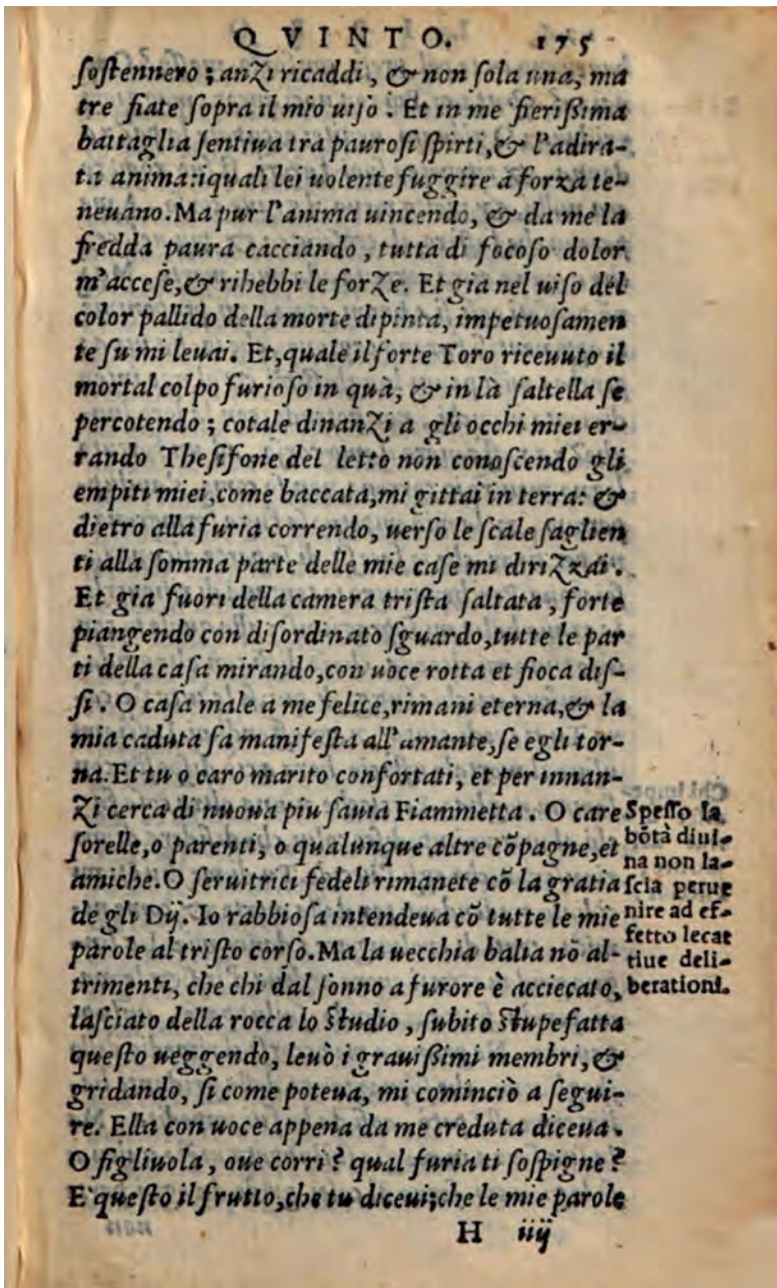 QVINTO. 175
ſoſtennero; anzi ricaddi, & non ſola una, ma
tre fiate ſopra il mio uiſo. Et in me fierißima
battaglia ſentiua tra pauroſi ſpirti, & l'adira-
ta anima: iquali lei uolente fuggire a forza te-
neuano. Ma pur l'anima uincendo, & da me la
fredda paura cacciando, tutta di focoſo dolor
m'acceſe, & rihebbi le forze. Et gia nel uiſo del
color pallido della morte dipinta, impetuoſamen
te ſu mi leuai. Et, quale il forte Toro riceuuto il
mortal colpo furioſo in quà, & in là ſaltella ſe
percotendo; cotale dinanzi a gli occhi miei er-
rando Theſifone del letto non conoſcendo gli
empiti miei, come baccata, mi gittai in terra: &
dietro alla furia correndo, uerſo le ſcale ſaglien
ti alla ſomma parte delle mie caſe mi dirizzai.
Et gia fuori della camera triſta ſaltata, forte
piangendo con diſordinato ſguardo, tutte le par
ti della caſa mirando, con uoce rotta et fioca diſ-
ſi. O caſa male a me felice, rimani eterna, & la
mia caduta fa manifeſta all'amante, ſe egli tor-
na. Et tu o caro marito confortati, et per innan-
zi cerca di nuoua piu ſauia Fiammetta. O care
ſorelle, o parenti, o qualunque altre cõpagne, et
amiche. O ſeruitrici fedeli rimanete cõ la gratia
de gli Dij. Io rabbioſa intendeua cõ tutte le mie
parole al triſto corſo. Ma la uecchia balia nõ al-
trimenti, che chi dal ſonno a furore è acciecato,
laſciato della rocca lo ſtudio, ſubito ſtupefatta
queſto ueggendo, leuò i grauißimi membri, &
gridando, ſi come poteua, mi cominciò a ſegui-
re. Ella con uoce appena da me creduta diceua.
O figliuola, oue corri? qual furia ti ſoſpigne?
E queſto il frutto, che tu diceui; che le mie parole
H iiij
Speſſo la
bõtà diui-
na non la-
ſcia perue
nire ad ef-
fetto le cat
tiue deli-
berationi.